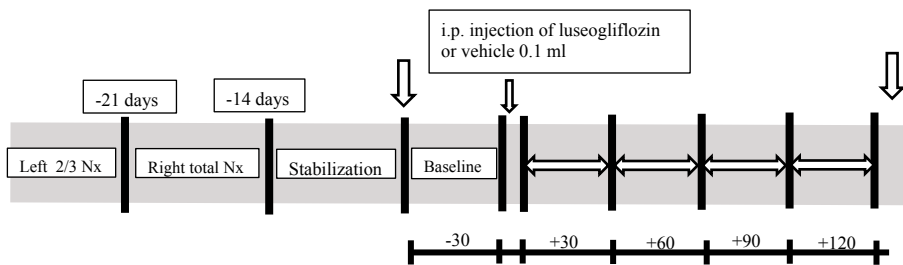 i.p. injection of luseogliflozin
or vehicle 0.1 ml
-21 days
-14 days
Left 2/3 Nx
Right total Nx
Stabilization
Baseline
-30
+30
+60
+90
+120